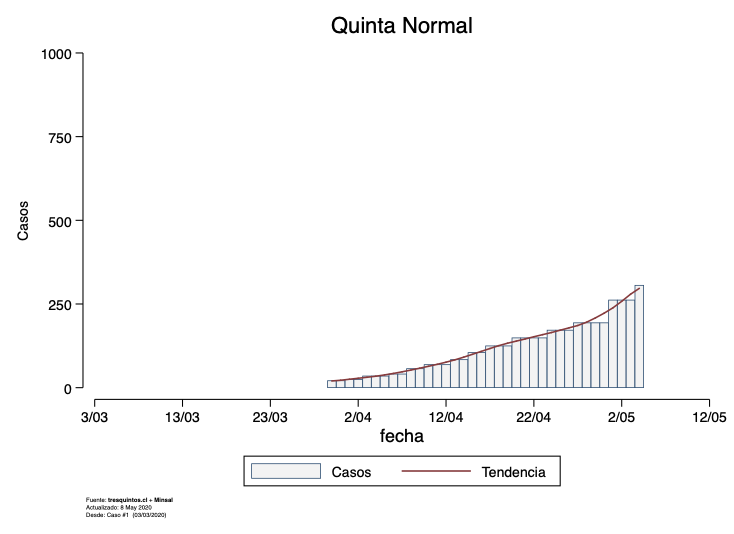 Quinta Normal
1000
750
500
250
0
Casos
3/03 13/03 23/03 2/04 12/04 22/04 2/05 12/05
fecha
Casos Tendencia
Fuente: tresquintos.cl + Minsal
Actualizado: 8 May 2020
Desde: Caso #1 (03/03/2020)